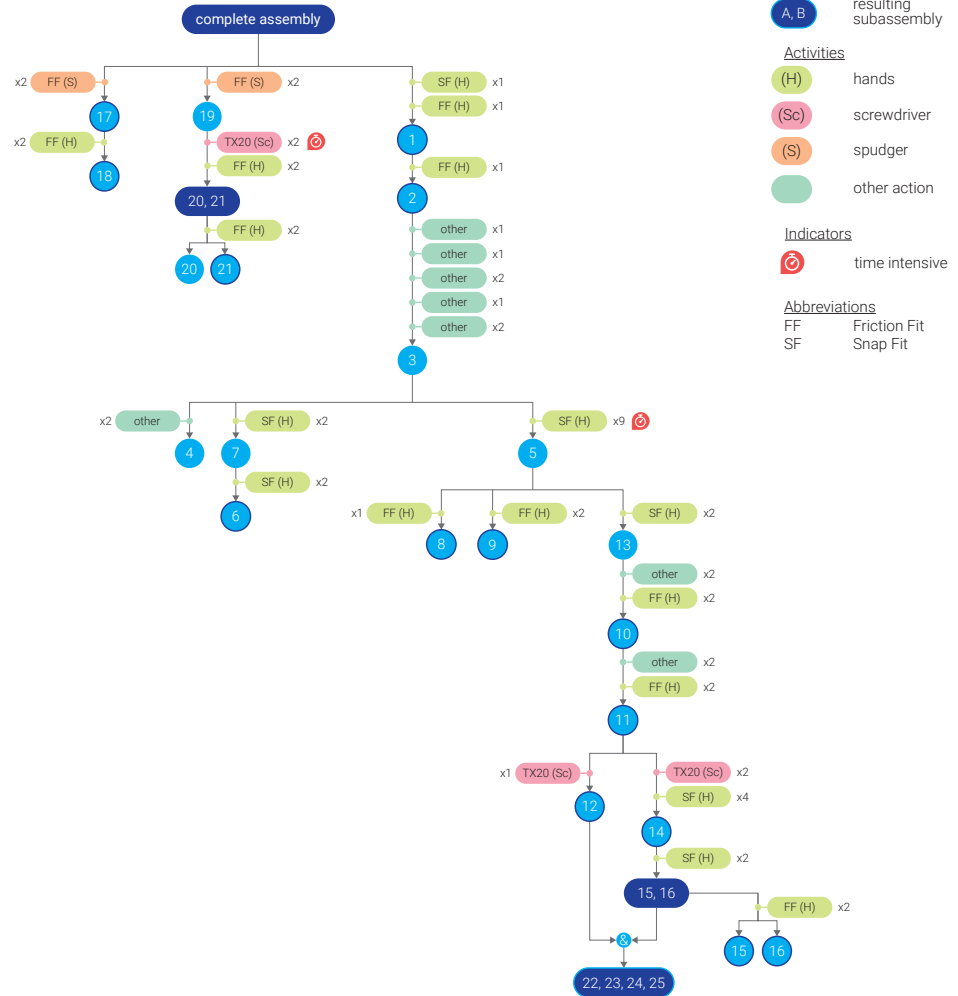 complete assembly
resulting
A, B
subassembly
Activities
(H) hands
(Sc) screwdriver
(S) spudger
other action
Indicators
time intensive
Abbreviations
FF Friction Fit
SF Snap Fit
x2 FF (S)
17
x2 FF (H)
18
FF (S) x2
19
TX20 (Sc) x2
FF (H) x2
20, 21
FF (H) x2
20 21
SF (H) x1
FF (H) x1
1
FF (H) x1
2
other x1
other x1
other x2
other x1
other x2
3
x2 other
4
SF (H) x2
7
SF (H) x2
6
SF (H) x9
5
x1 FF (H)
8
FF (H) x2
9
SF (H) x2
13
other x2
FF (H) x2
10
other x2
FF (H) x2
11
x1 TX20 (Sc)
12
TX20 (Sc) x2
SF (H) x4
14
SF (H) x2
15, 16
FF (H) x2
15 16
&
22, 23, 24, 25